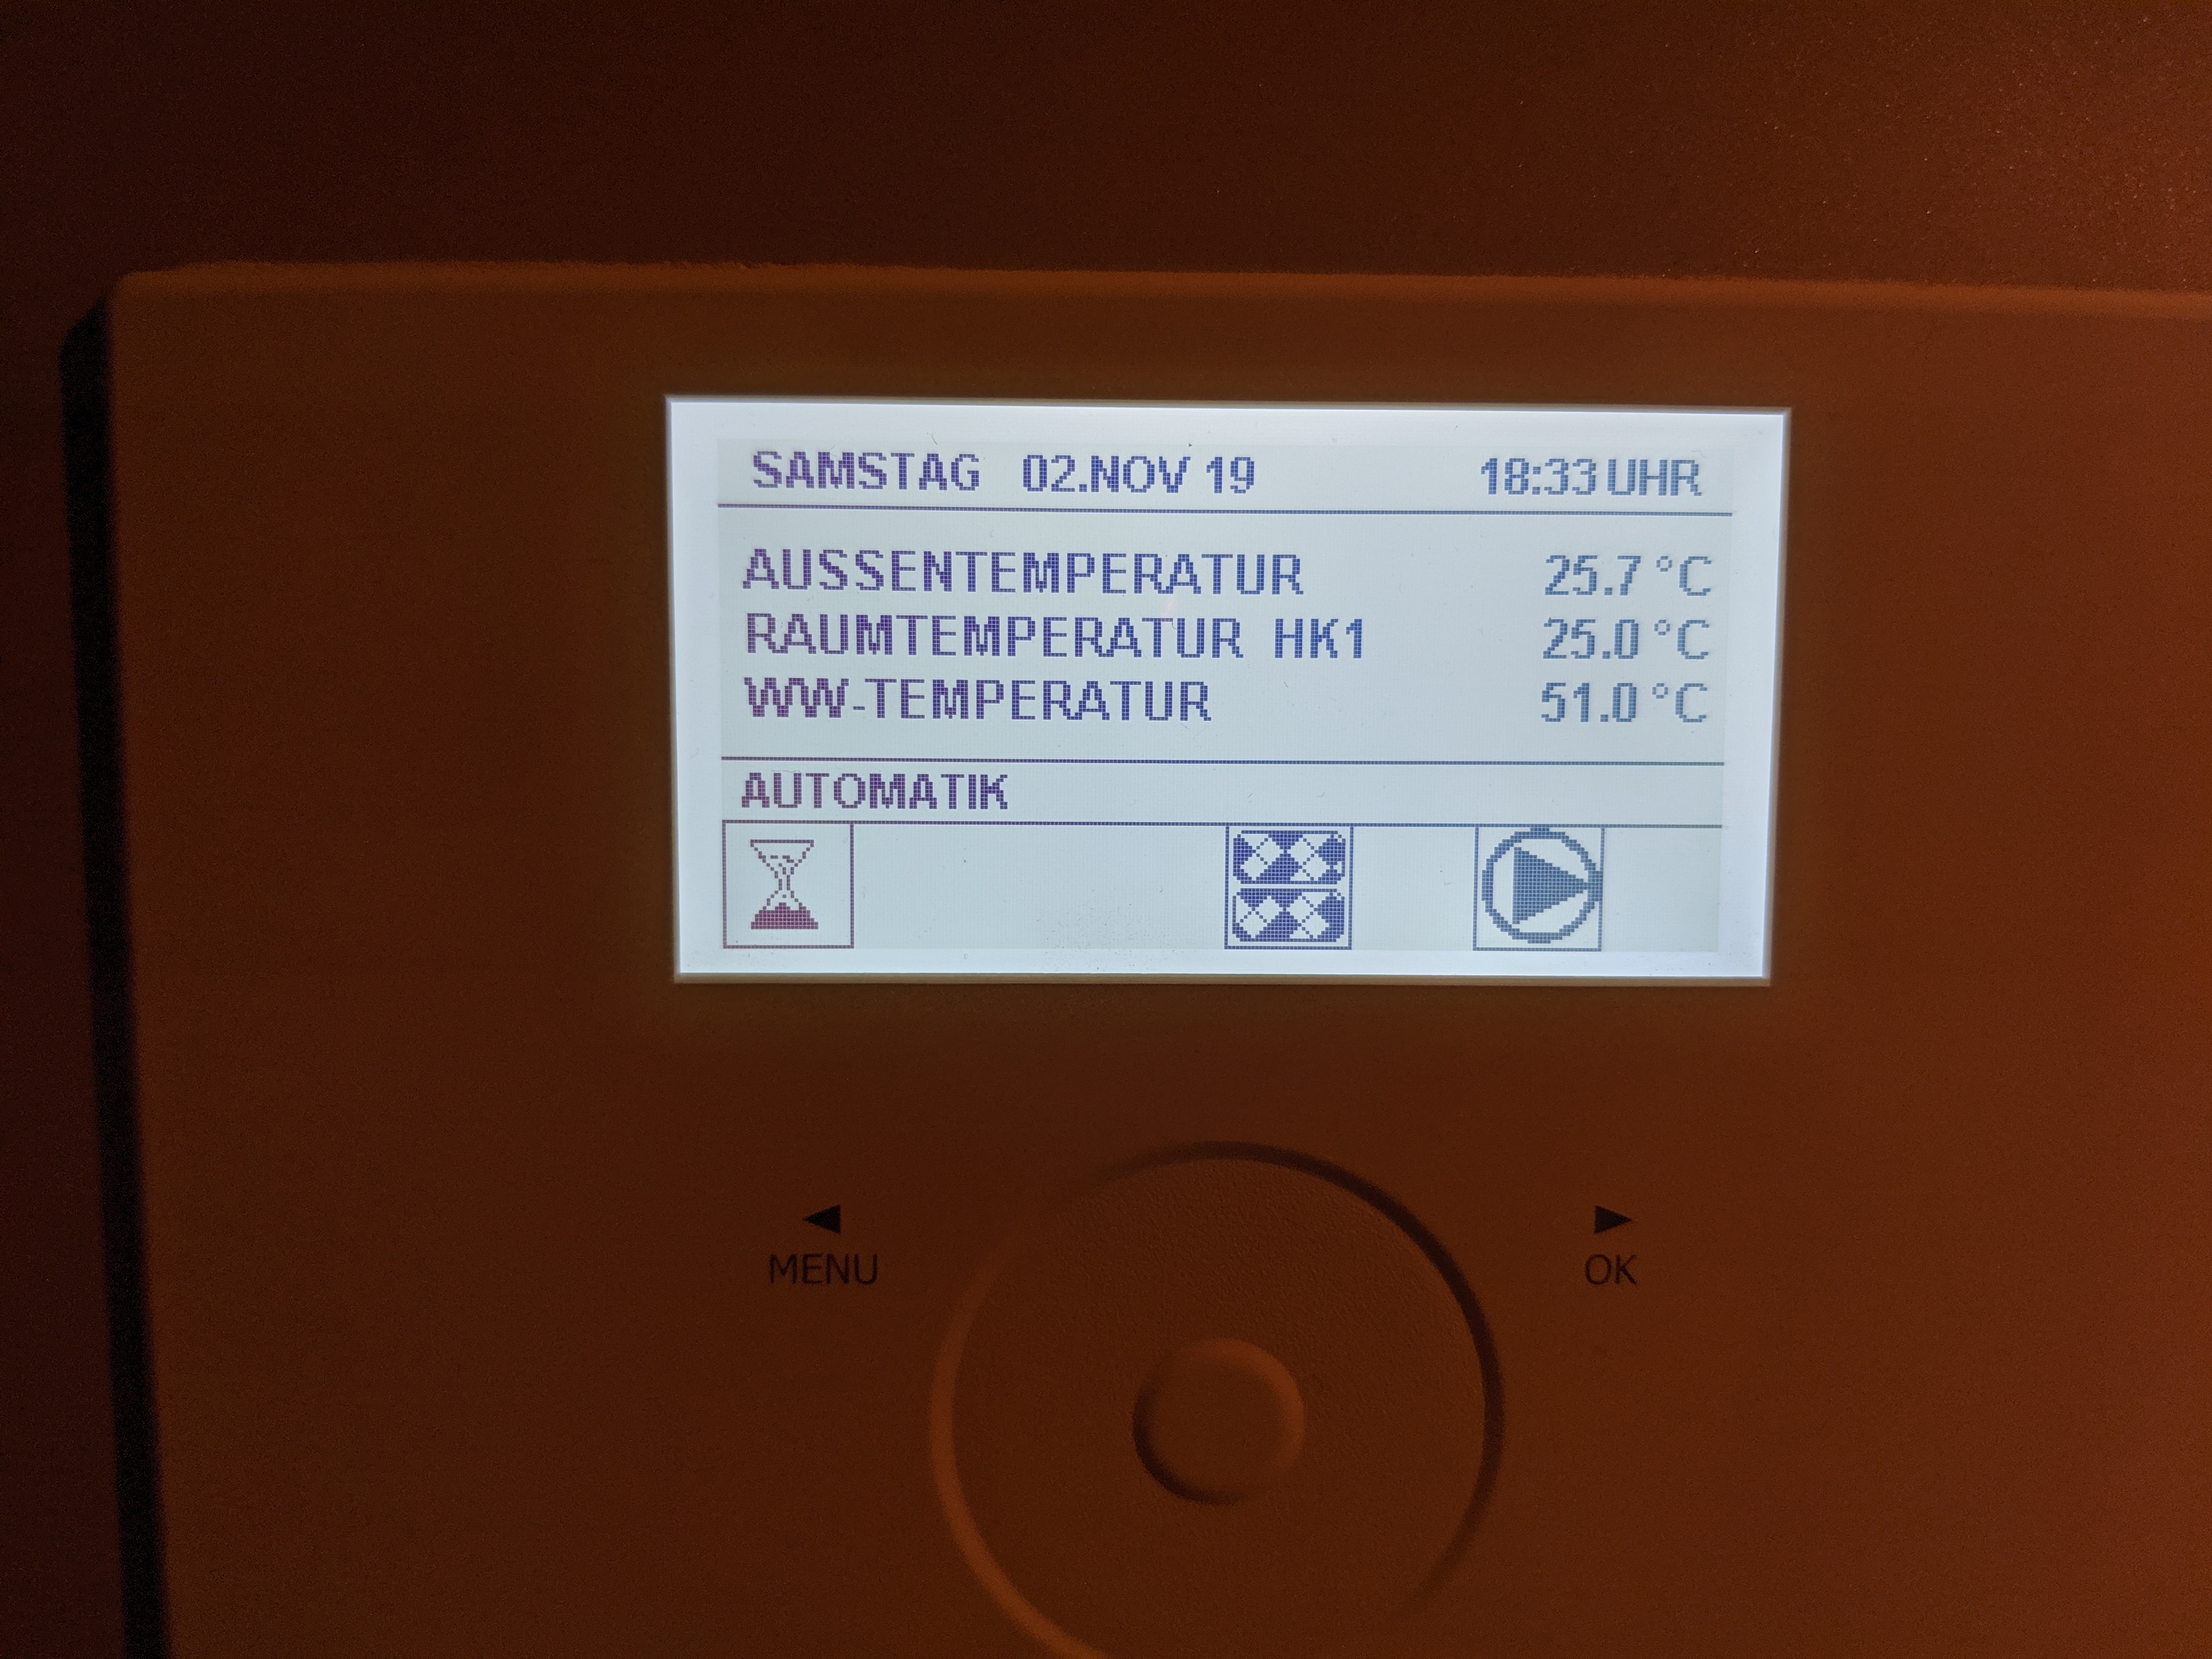 SAMSTAG 02.NOV 19 18:33 UHR
AUSSENTEMPERATUR 25.7 °C
RAUMTEMPERATUR HK1 25.0 °C
WW-TEMPERATUR 51.0 °C
AUTOMATIK
MENU OK